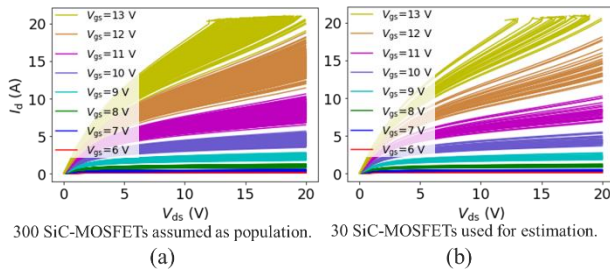 V_gs=13 V
V_gs=12 V
V_gs=11 V
V_gs=10 V
V_gs=9 V
V_gs=8 V
V_gs=7 V
V_gs=6 V
20
15
10
5
0
I_d (A)
0 5 10 15 20
V_ds (V)
300 SiC-MOSFETs assumed as population.
(a)
V_gs=13 V
V_gs=12 V
V_gs=11 V
V_gs=10 V
V_gs=9 V
V_gs=8 V
V_gs=7 V
V_gs=6 V
20
15
10
5
0
0 5 10 15 20
V_ds (V)
30 SiC-MOSFETs used for estimation.
(b)